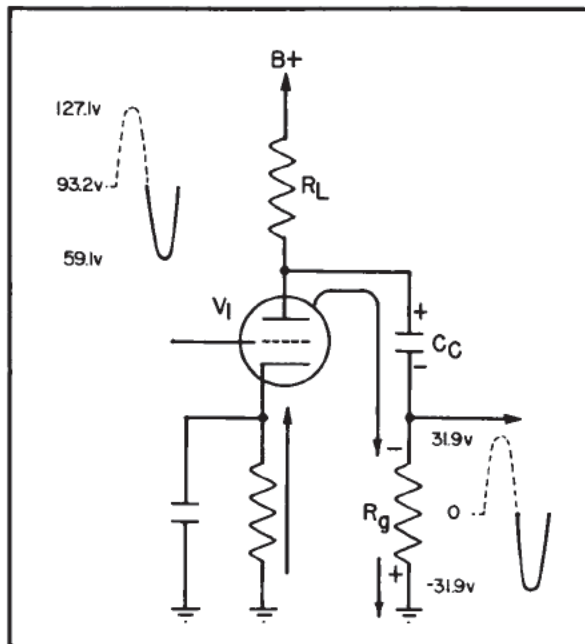 B+
127.1v
93.2v
59.1v
RL
V1
+
CC
−
31.9v
−
Rg
0
+
-31.9v